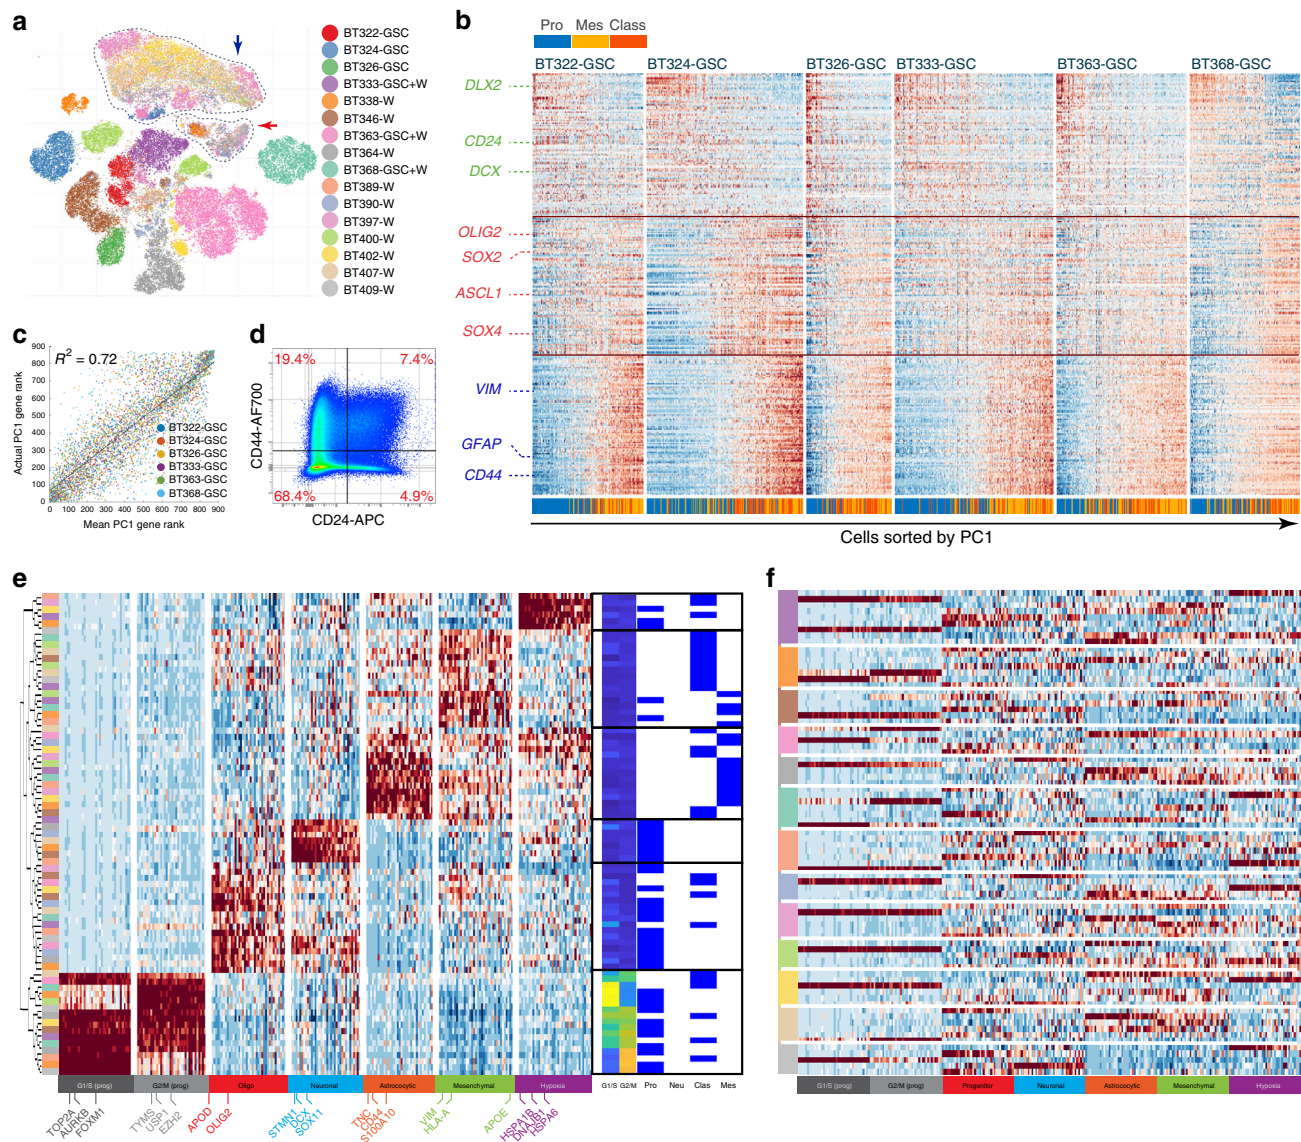 a
BT322-GSC
BT324-GSC
BT326-GSC
BT333-GSC+W
BT338-W
BT346-W
BT363-GSC+W
BT364-W
BT368-GSC+W
BT389-W
BT390-W
BT397-W
BT400-W
BT402-W
BT407-W
BT409-W
b
Pro Mes Class
BT322-GSC BT324-GSC BT326-GSC BT333-GSC BT363-GSC BT368-GSC
DLX2
CD24
DCX
OLIG2
SOX2
ASCL1
SOX4
VIM
GFAP
CD44
Cells sorted by PC1
c
R² = 0.72
Actual PC1 gene rank
900
800
700
600
500
400
300
200
100
0
BT322-GSC
BT324-GSC
BT326-GSC
BT333-GSC
BT363-GSC
BT368-GSC
0 100 200 300 400 500 600 700 800 900
Mean PC1 gene rank
d
19.4% 7.4%
CD44-AF700
68.4% 4.9%
CD24-APC
e
G1/S (prog) G2/M (prog) Oligo Neuronal Astrococytic Mesenchymal Hypoxia
G1/S G2/M Pro Neu Clas Mes
TOP2A
AURKB
FOXM1
TYMS
USP1
EZH2
APOD
OLIG2
STMN1
DCX
SOX11
TNC
CD44
S100A10
VIM
HLA-A
APOE
HSPA1B
DNAJB1
HSPA6
f
G1/S (prog) G2/M (prog) Progenitor Neuronal Astrocytic Mesenchymal Hypoxia